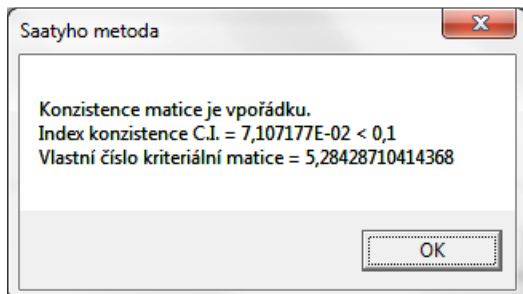 Saatyho metoda
Konzistence matice je vpořádku.
Index konzistence C.I. = 7,107177E-02 < 0,1
Vlastní číslo kriteriální matice = 5,28428710414368
OK